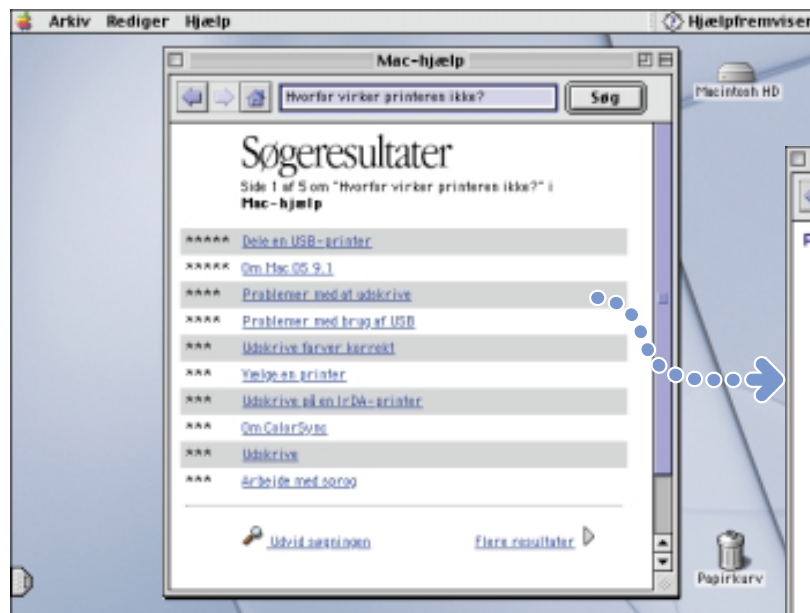 Arkiv Rediger Hjælp Hjælpfremviser
Mac-hjælp
Hvorfor virker printeren ikke? Søg
Macintosh HD
Søgeresultater
Side 1 af 5 om "Hvorfor virker printeren ikke?" i
Mac-hjælp
***** Dele en USB-printer
***** Om Mac OS 9.1
**** Problemer med at udskrive
**** Problemer med brug af USB
*** Udskrive farver korrekt
*** Vælge en printer
*** Udskrive på en IrDA-printer
*** Om ColorSync
*** Udskrive
*** Arbejde med sprog
Udvid søgningen Flere resultater
Papirkurv